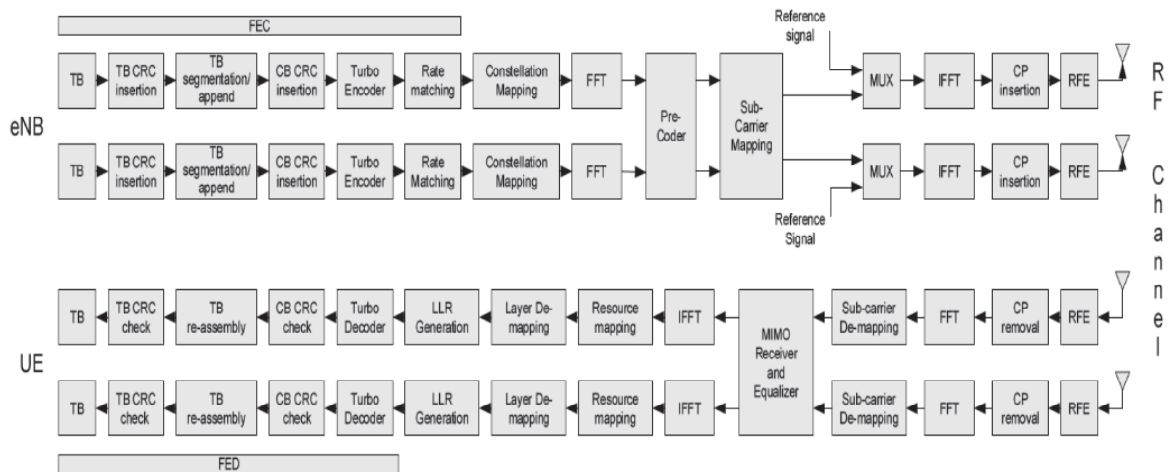 FEC
Reference
signal
TB
TB CRC
insertion
TB
segmentation/
append
CB CRC
insertion
Turbo
Encoder
Rate
matching
Constellation
Mapping
FFT
Pre-
Coder
Sub-
Carrier
Mapping
MUX
IFFT
CP
insertion
RFE
eNB
TB
TB CRC
insertion
TB
segmentation/
append
CB CRC
insertion
Turbo
Encoder
Rate
Matching
Constellation
Mapping
FFT
MUX
IFFT
CP
insertion
RFE
Reference
Signal
RF Channel
TB
TB CRC
check
TB
re-assembly
CB CRC
check
Turbo
Decoder
LLR
Generation
Layer De-
mapping
Resource
mapping
IFFT
MIMO
Receiver
and
Equalizer
Sub-carrier
De-mapping
FFT
CP
removal
RFE
UE
TB
TB CRC
check
TB
re-assembly
CB CRC
check
Turbo
Decoder
LLR
Generation
Layer De-
mapping
Resource
mapping
IFFT
Sub-carrier
De-mapping
FFT
CP
removal
RFE
FED